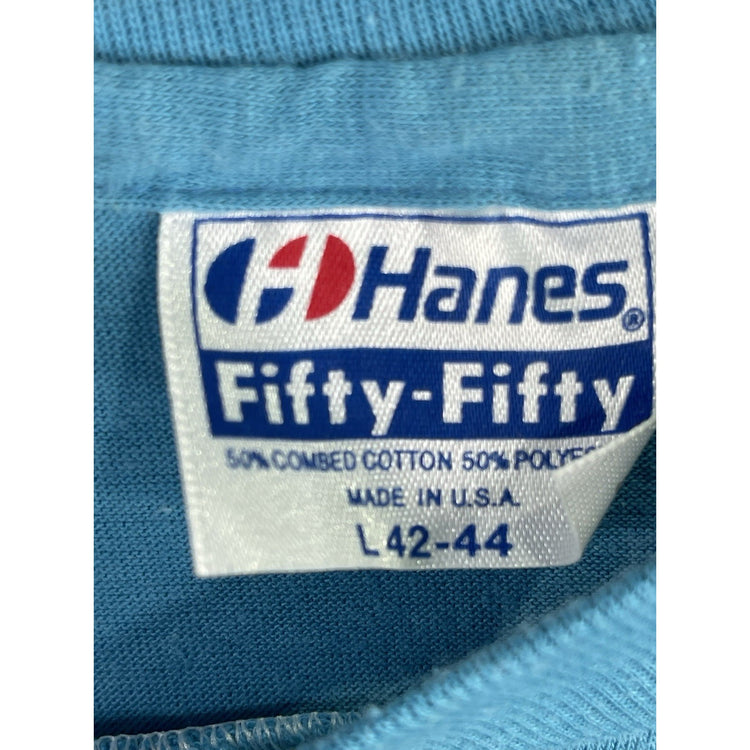 Hanes®
Fifty-Fifty
50% COMBED COTTON 50%
MADE IN U.S.A.
L 42-44